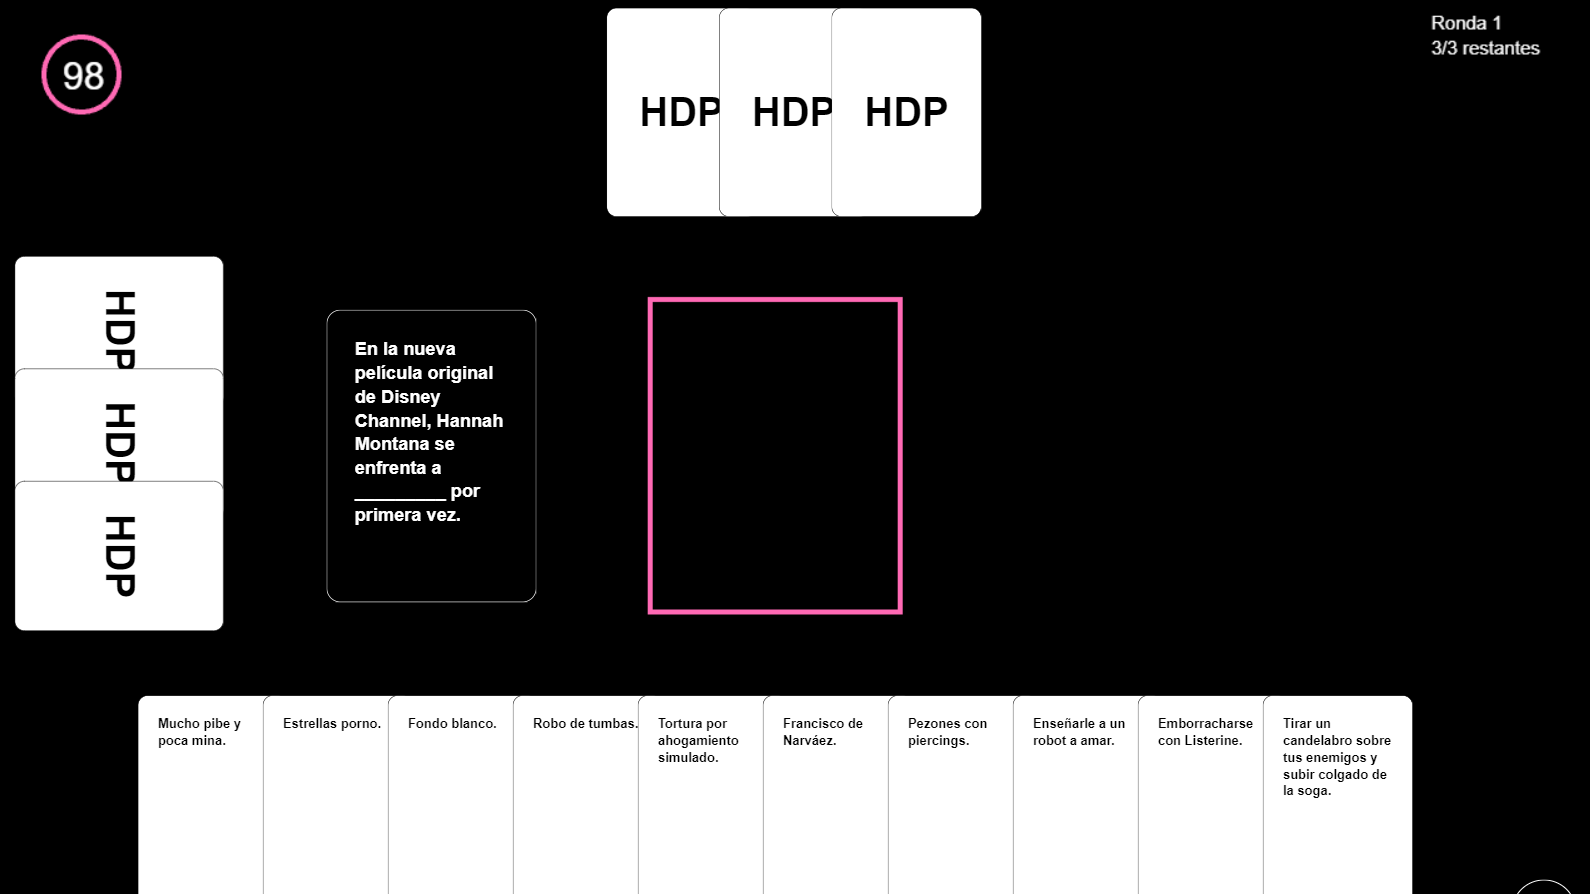 98
Ronda 1
3/3 restantes
HDP
HDP
HDP
HDP
HDP
HDP
En la nueva
película original
de Disney
Channel, Hannah
Montana se
enfrenta a
_________ por
primera vez.
Mucho pibe y
poca mina.
Estrellas porno.
Fondo blanco.
Robo de tumbas.
Tortura por
ahogamiento
simulado.
Francisco de
Narváez.
Pezones con
piercings.
Enseñarle a un
robot a amar.
Emborracharse
con Listerine.
Tirar un
candelabro sobre
tus enemigos y
subir colgado de
la soga.